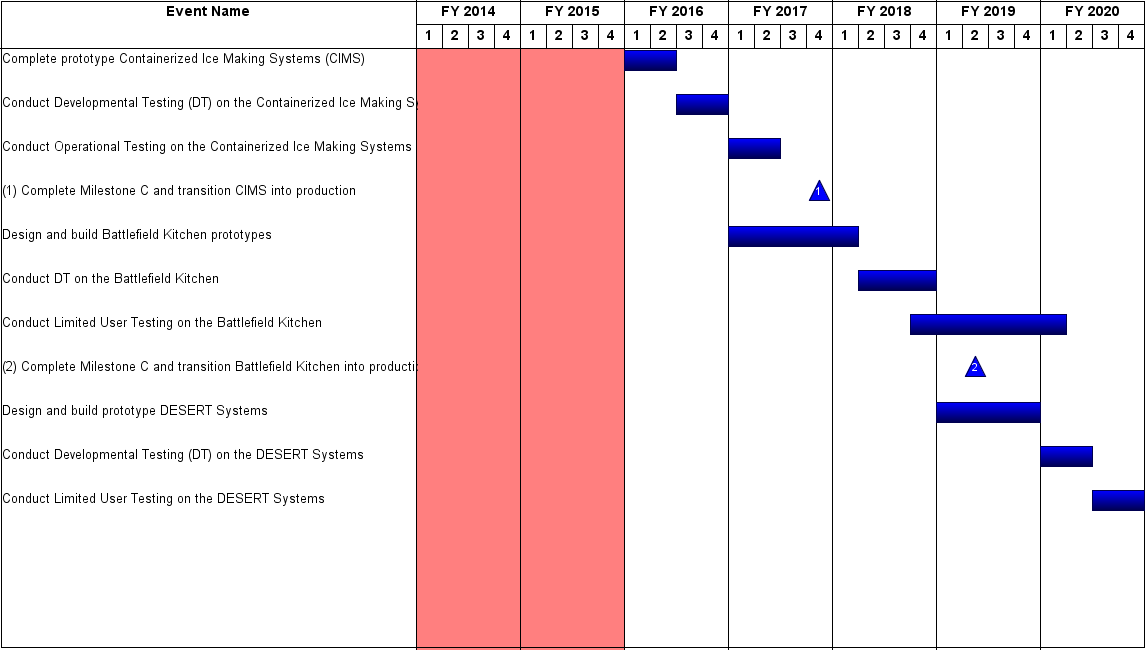 Event Name FY 2014 FY 2015 FY 2016 FY 2017 FY 2018 FY 2019 FY 2020
1 2 3 4 1 2 3 4 1 2 3 4 1 2 3 4 1 2 3 4 1 2 3 4 1 2 3 4
Complete prototype Containerized Ice Making Systems (CIMS)
Conduct Developmental Testing (DT) on the Containerized Ice Making S
Conduct Operational Testing on the Containerized Ice Making Systems
(1) Complete Milestone C and transition CIMS into production 1
Design and build Battlefield Kitchen prototypes
Conduct DT on the Battlefield Kitchen
Conduct Limited User Testing on the Battlefield Kitchen
(2) Complete Milestone C and transition Battlefield Kitchen into producti 2
Design and build prototype DESERT Systems
Conduct Developmental Testing (DT) on the DESERT Systems
Conduct Limited User Testing on the DESERT Systems